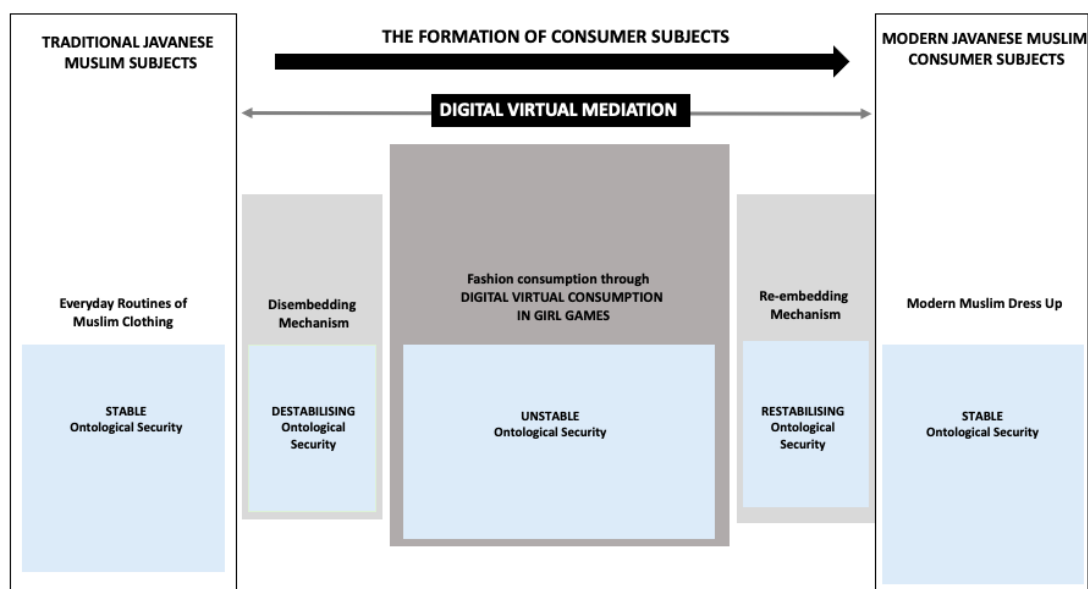 TRADITIONAL JAVANESE
MUSLIM SUBJECTS
THE FORMATION OF CONSUMER SUBJECTS
MODERN JAVANESE MUSLIM
CONSUMER SUBJECTS
DIGITAL VIRTUAL MEDIATION
Everyday Routines of
Muslim Clothing
Disembedding
Mechanism
Fashion consumption through
DIGITAL VIRTUAL CONSUMPTION
IN GIRL GAMES
Re-embedding
Mechanism
Modern Muslim Dress Up
STABLE
Ontological Security
DESTABILISING
Ontological
Security
UNSTABLE
Ontological Security
RESTABILISING
Ontological
Security
STABLE
Ontological Security